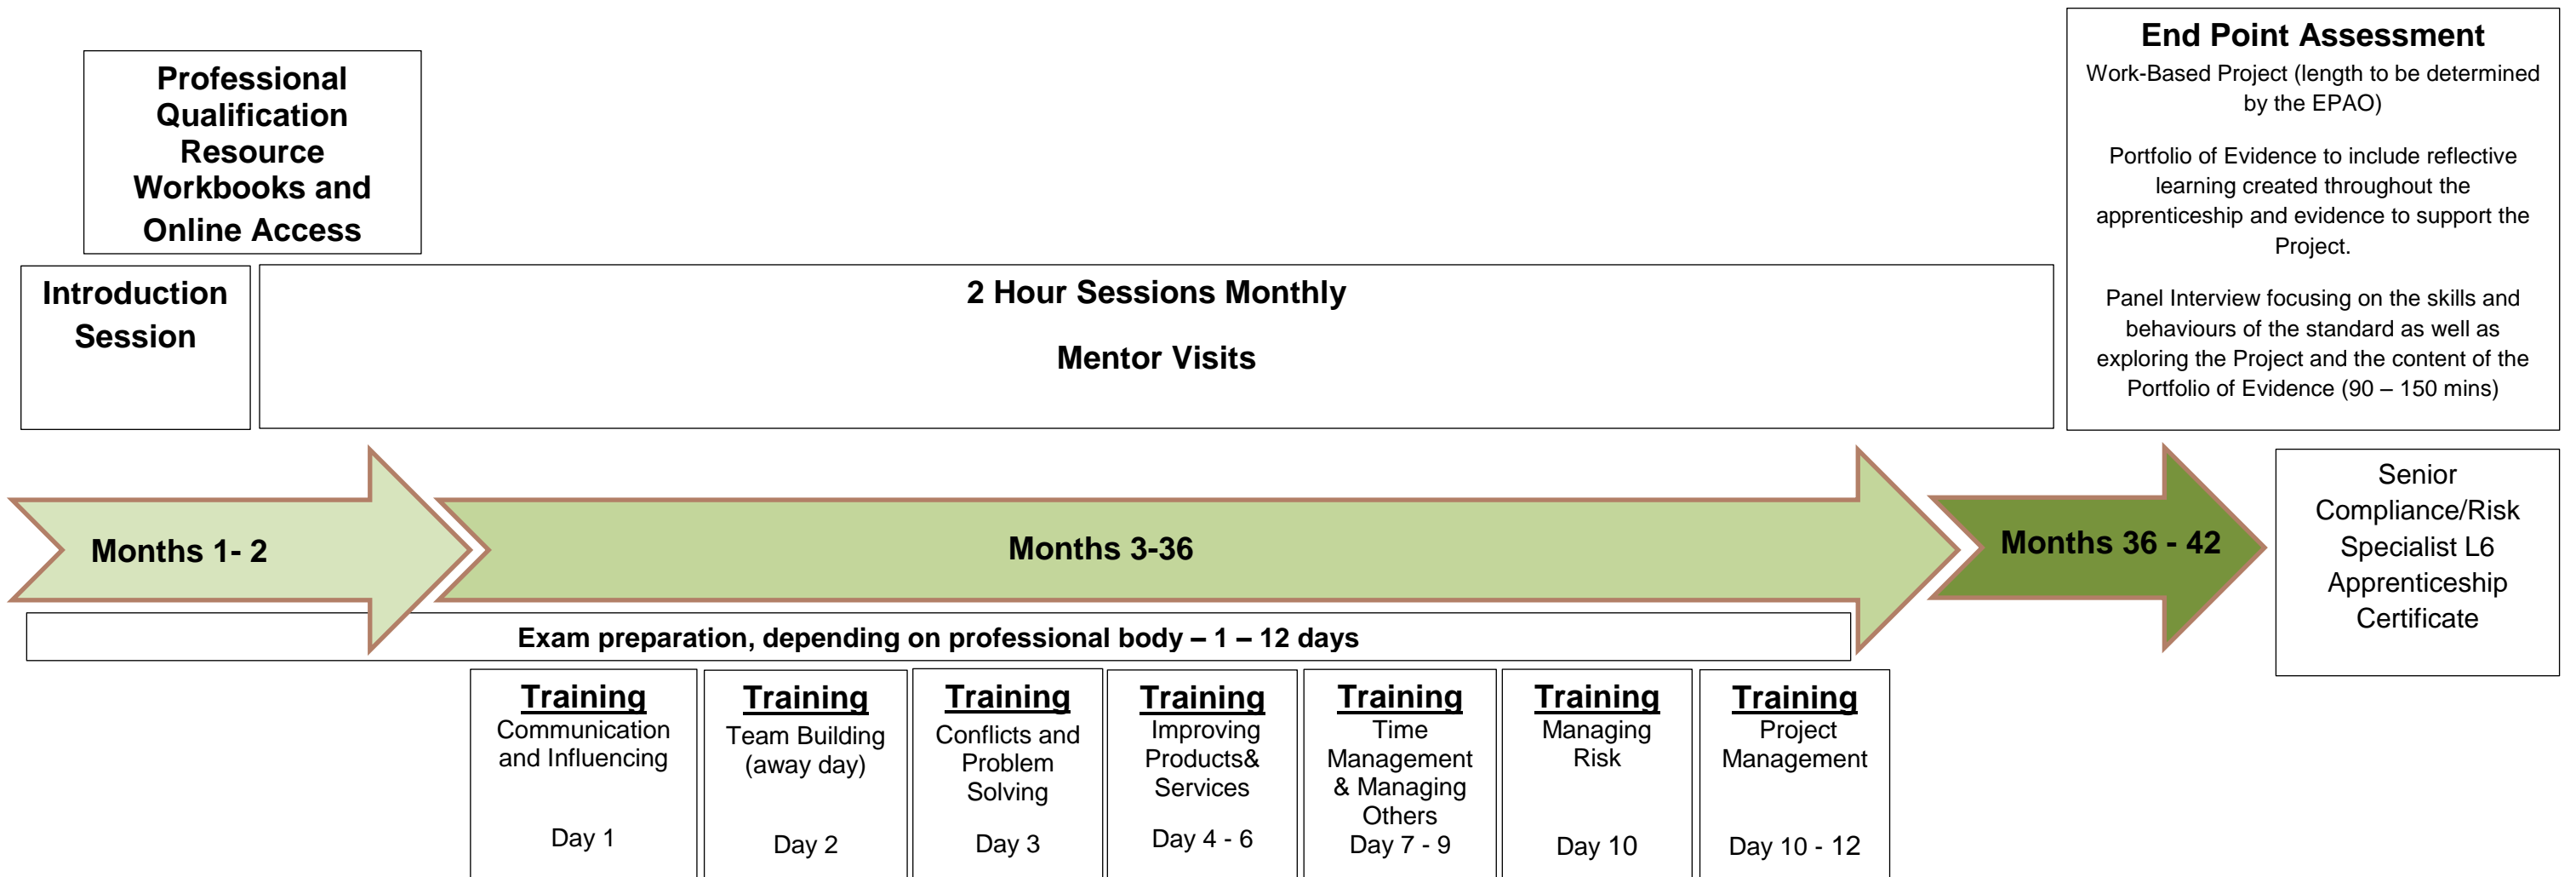 Professional
Qualification
Resource
Workbooks and
Online Access
Introduction
Session
2 Hour Sessions Monthly
Mentor Visits
End Point Assessment
Work-Based Project (length to be determined
by the EPAO)
Portfolio of Evidence to include reflective
learning created throughout the
apprenticeship and evidence to support the
Project.
Panel Interview focusing on the skills and
behaviours of the standard as well as
exploring the Project and the content of the
Portfolio of Evidence (90 – 150 mins)
Months 1- 2
Months 3-36
Months 36 - 42
Senior
Compliance/Risk
Specialist L6
Apprenticeship
Certificate
Exam preparation, depending on professional body – 1 – 12 days
Training
Communication
and Influencing
Day 1
Training
Team Building
(away day)
Day 2
Training
Conflicts and
Problem
Solving
Day 3
Training
Improving
Products&
Services
Day 4 - 6
Training
Time
Management
& Managing
Others
Day 7 - 9
Training
Managing
Risk
Day 10
Training
Project
Management
Day 10 - 12